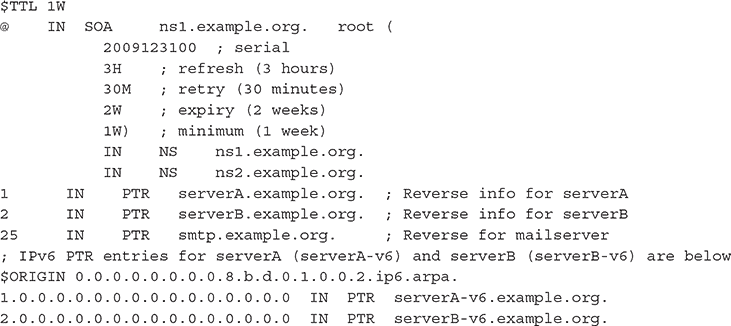 $TTL 1W
@ IN SOA ns1.example.org. root (
2009123100 ; serial
3H ; refresh (3 hours)
30M ; retry (30 minutes)
2W ; expiry (2 weeks)
1W) ; minimum (1 week)
IN NS ns1.example.org.
IN NS ns2.example.org.
1 IN PTR serverA.example.org. ; Reverse info for serverA
2 IN PTR serverB.example.org. ; Reverse info for serverB
25 IN PTR smtp.example.org. ; Reverse for mailserver
; IPv6 PTR entries for serverA (serverA-v6) and serverB (serverB-v6) are below
$ORIGIN 0.0.0.0.0.0.0.0.8.b.d.0.1.0.0.2.ip6.arpa.
1.0.0.0.0.0.0.0.0.0.0.0.0.0.0.0 IN PTR serverA-v6.example.org.
2.0.0.0.0.0.0.0.0.0.0.0.0.0.0.0 IN PTR serverB-v6.example.org.